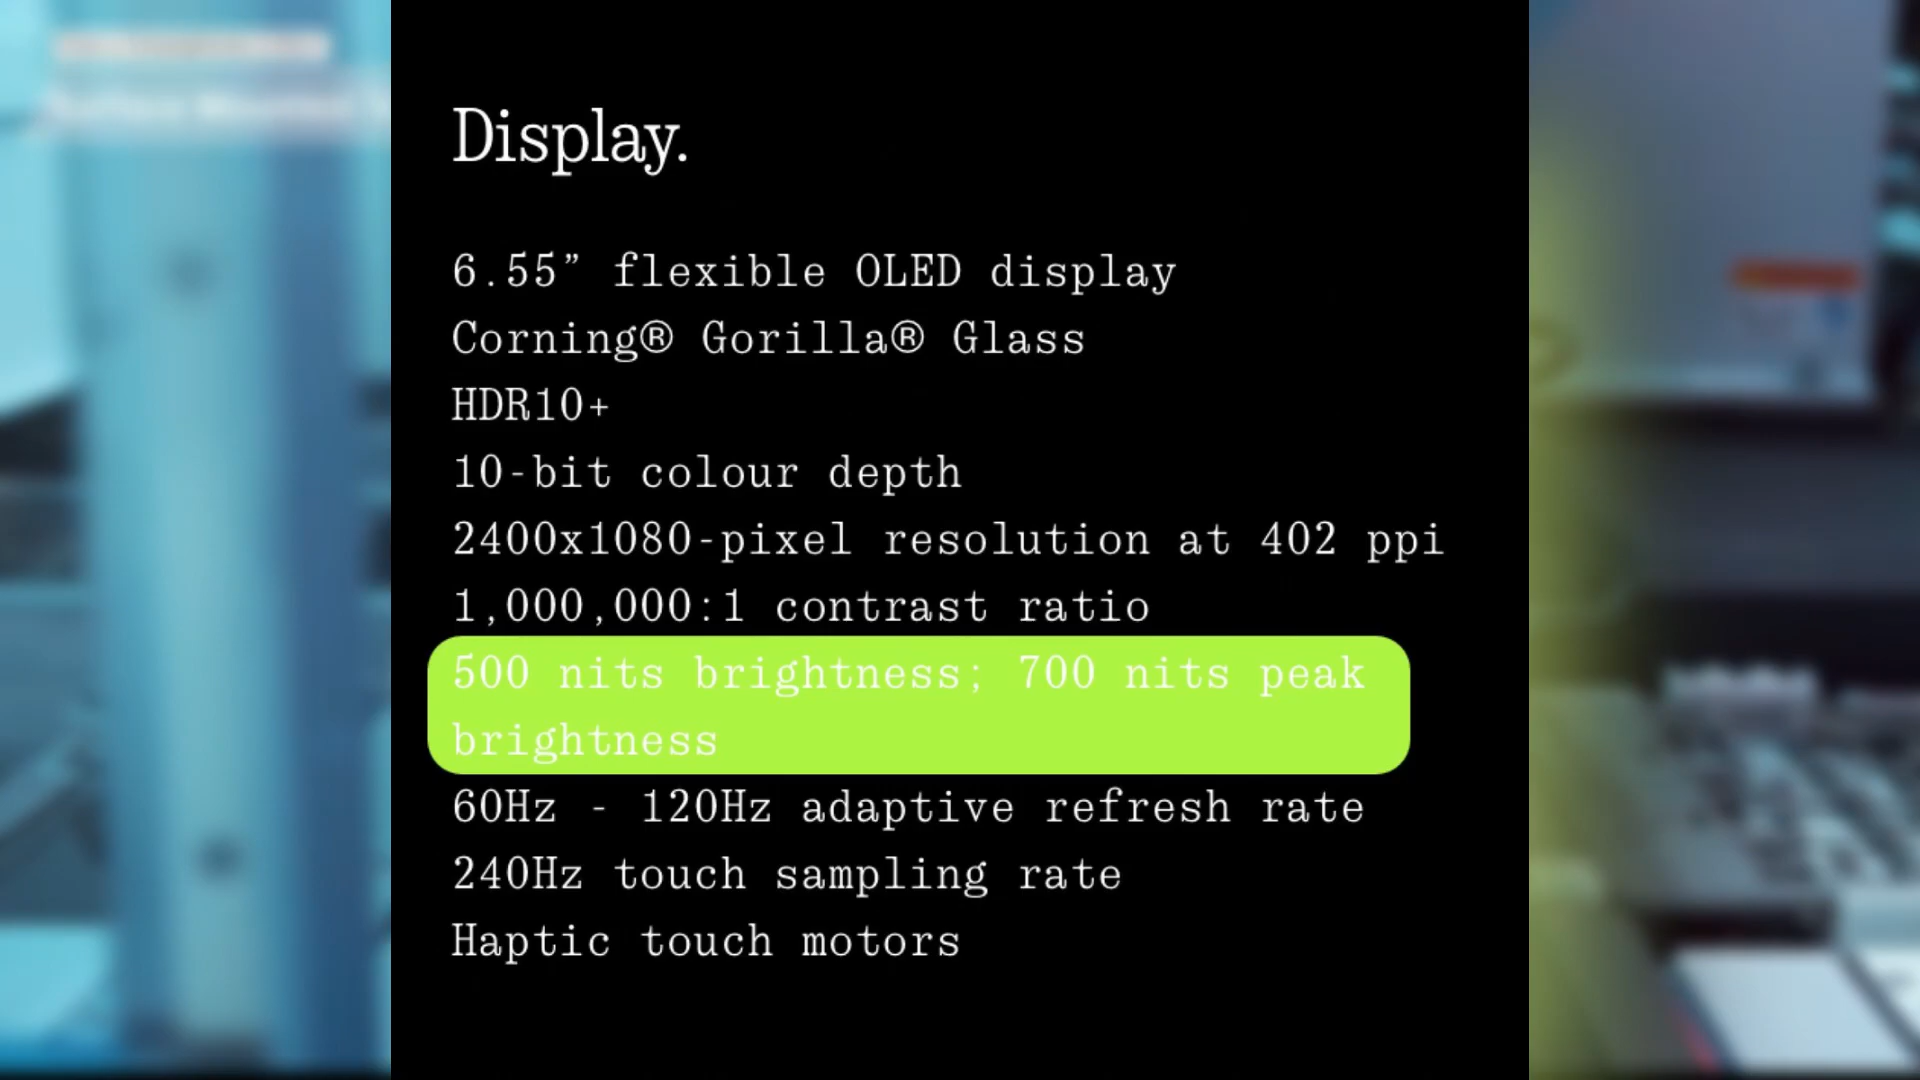 Display.
6.55” flexible OLED display
Corning® Gorilla® Glass
HDR10+
10-bit colour depth
2400x1080-pixel resolution at 402 ppi
1,000,000:1 contrast ratio
500 nits brightness; 700 nits peak
brightness
60Hz - 120Hz adaptive refresh rate
240Hz touch sampling rate
Haptic touch motors